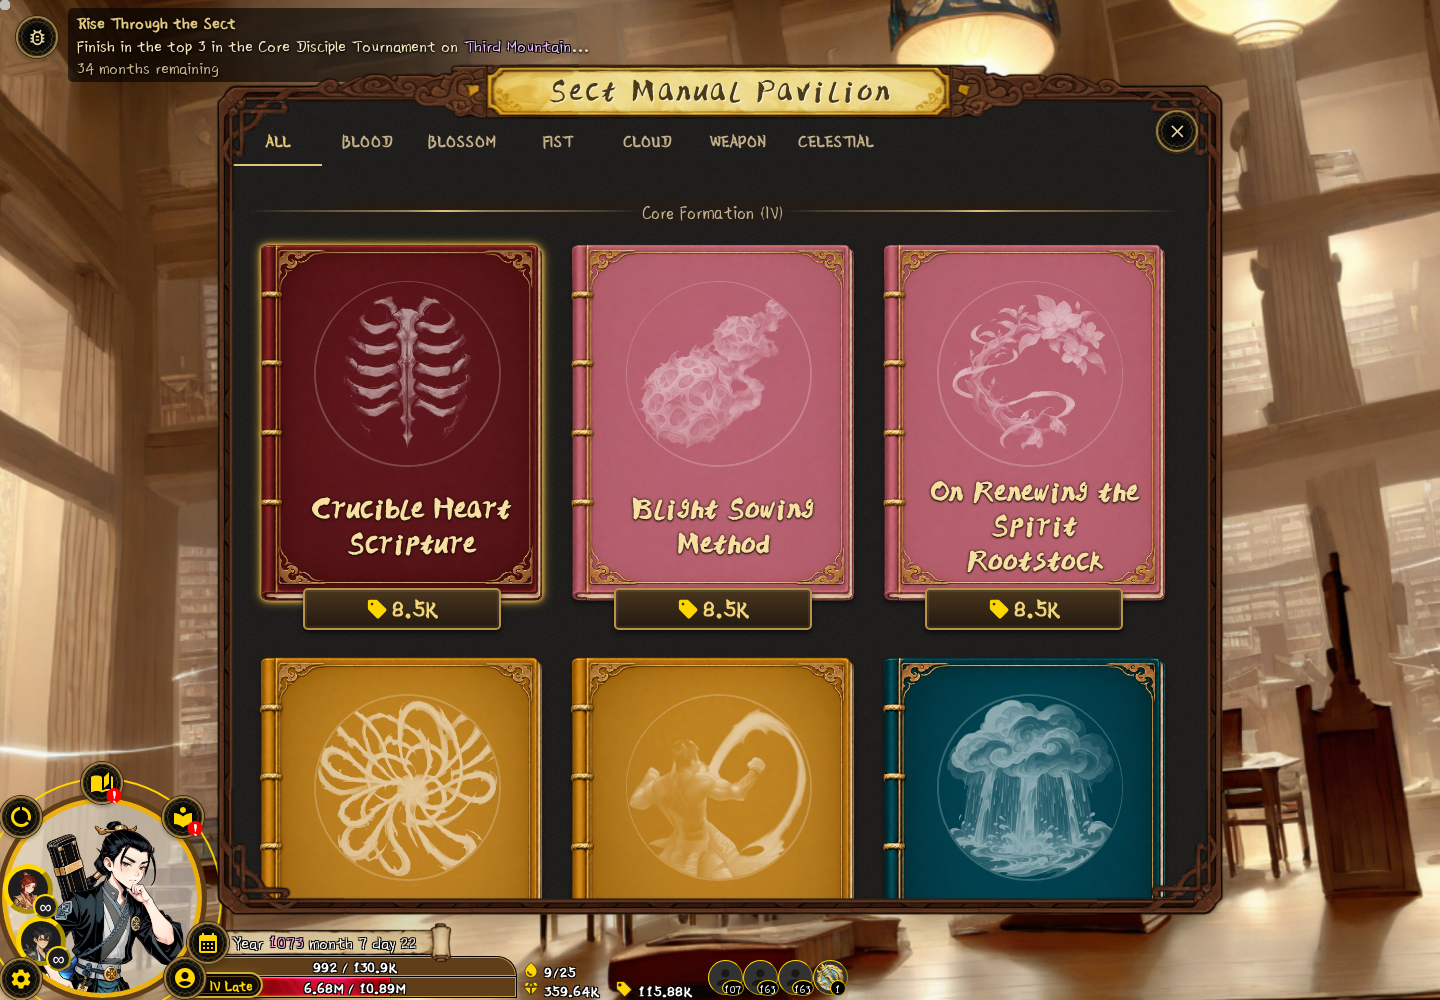 Rise Through the Sect
Finish in the top 3 in the Core Disciple Tournament on Third Mountain...
34 months remaining
Sect Manual Pavilion
ALL
BLOOD
BLOSSOM
FIST
CLOUD
WEAPON
CELESTIAL
Core Formation (IV)
Crucible Heart
Scripture
8.5K
Blight Sowing
Method
8.5K
On Renewing the
Spirit
Rootstock
8.5K
Year 1073 month 7 day 22
992 / 130.9K
IV Late
6.68M / 10.89M
9/25
359.64K
115.88K
107
163
163
1
∞
∞